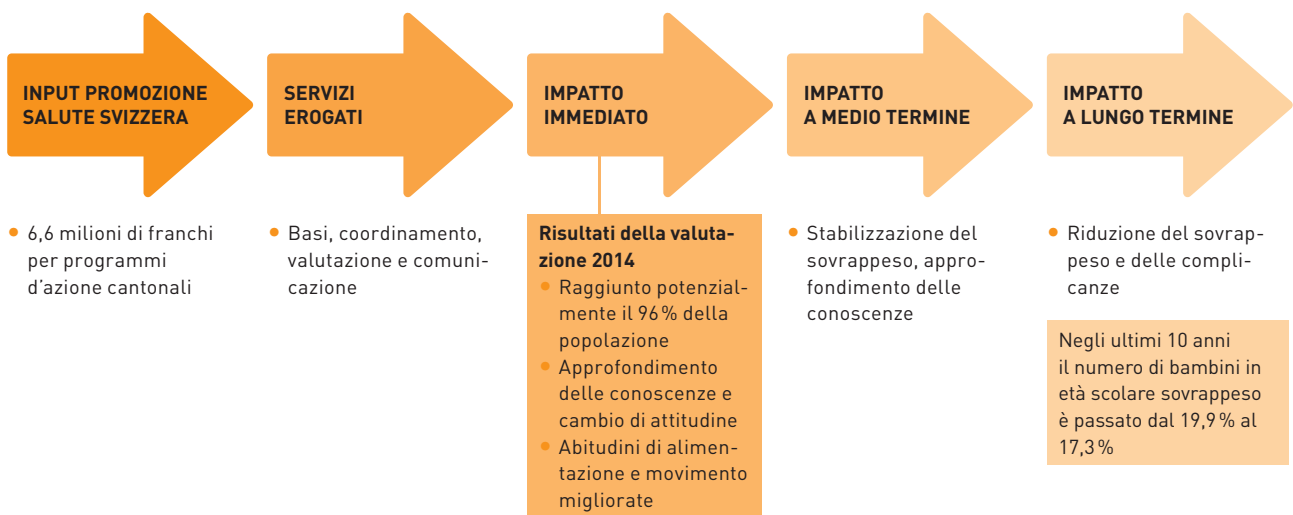 INPUT PROMOZIONE
SALUTE SVIZZERA
• 6,6 milioni di franchi
per programmi
d’azione cantonali
SERVIZI
EROGATI
• Basi, coordinamento,
valutazione e comuni-
cazione
IMPATTO
IMMEDIATO
Risultati della valuta-
zione 2014
• Raggiunto potenzial-
mente il 96 % della
popolazione
• Approfondimento
delle conoscenze e
cambio di attitudine
• Abitudini di alimen-
tazione e movimento
migliorate
IMPATTO
A MEDIO TERMINE
• Stabilizzazione del
sovrappeso, appro-
fondimento delle
conoscenze
IMPATTO
A LUNGO TERMINE
• Riduzione del sovrap-
peso e delle compli-
canze
Negli ultimi 10 anni
il numero di bambini in
età scolare sovrappeso
è passato dal 19,9 % al
17,3 %